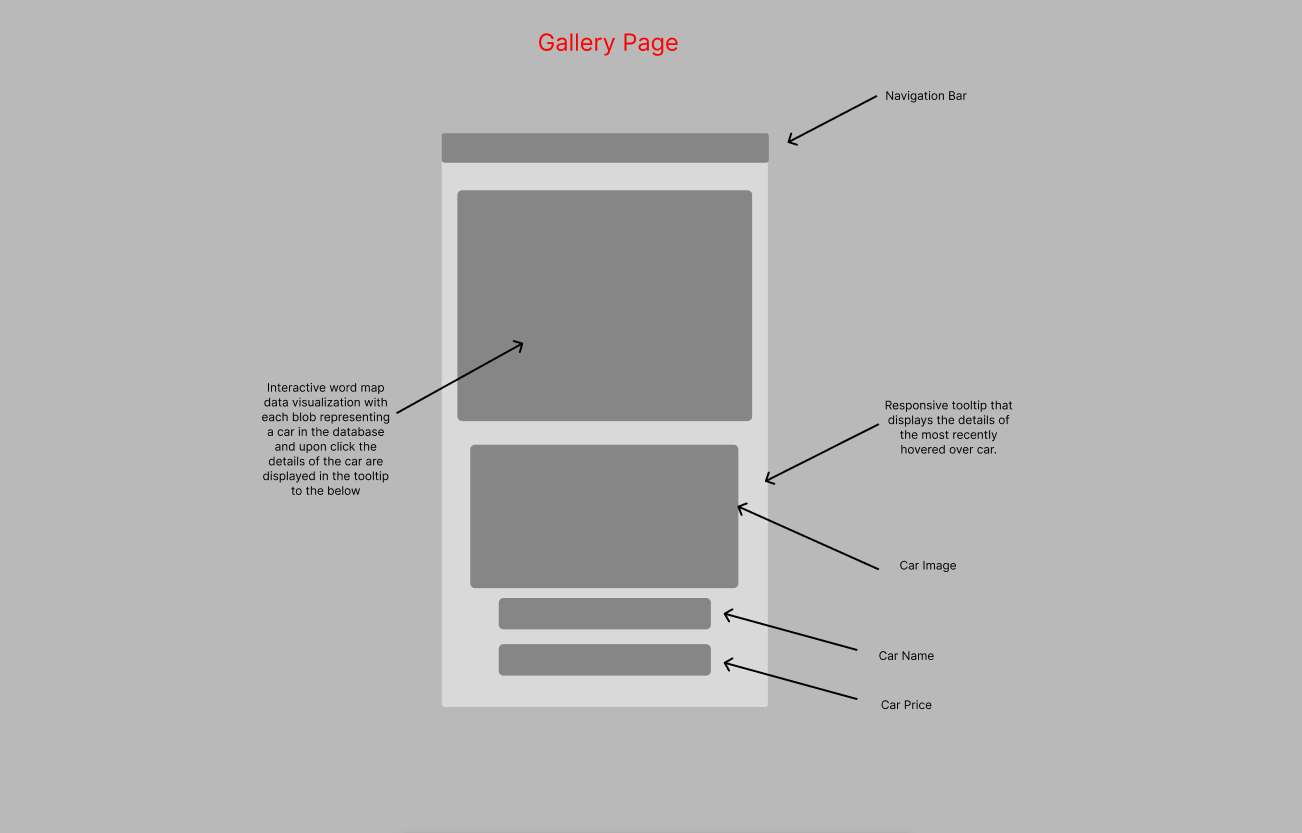 Gallery Page
Navigation Bar
Interactive word map
data visualization with
each blob representing
a car in the database
and upon click the
details of the car are
displayed in the tooltip
to the below
Responsive tooltip that
displays the details of
the most recently
hovered over car.
Car Image
Car Name
Car Price